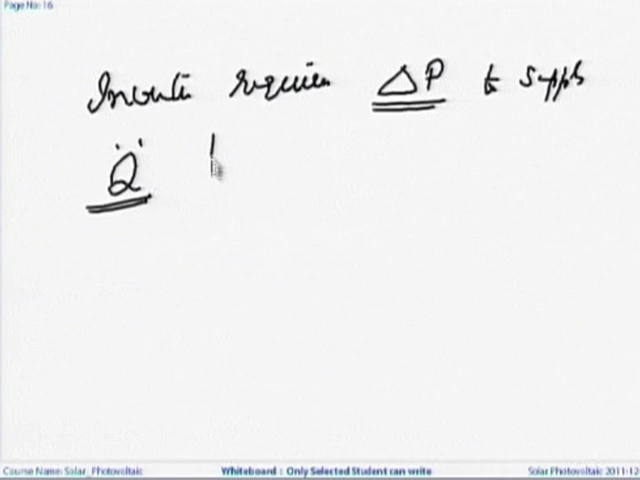 Page No: 16
Inverter requires ΔP to supply
Q
Course Name: Solar_Photovoltaic Whiteboard : Only Selected Student can write Solar Photovoltaic 2011-12